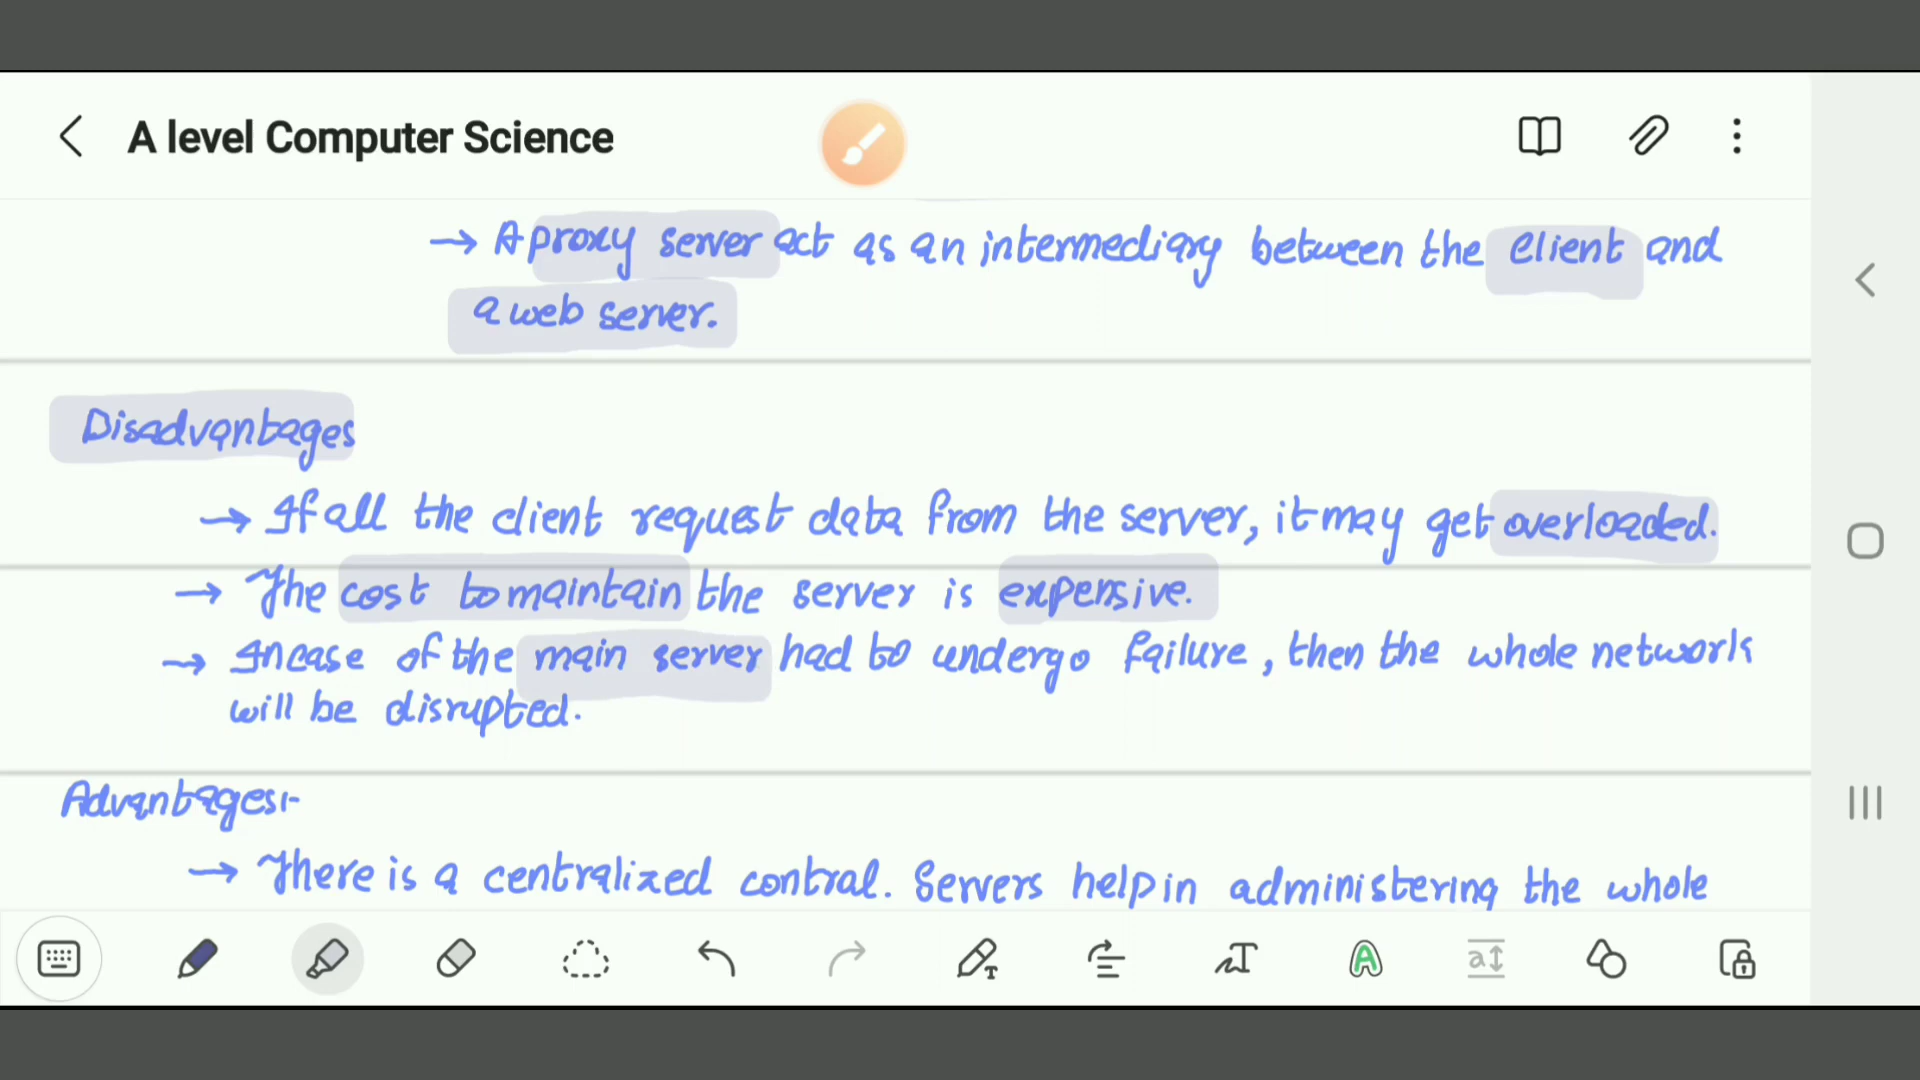 A level Computer Science
→ A proxy server act as an intermediary between the client and
a web server.
Disadvantages
→ If all the client request data from the server, it may get overloaded.
→ The cost to maintain the server is expensive.
→ Incase of the main server had to undergo failure, then the whole network
will be disrupted.
Advantages:-
→ There is a centralized control. Servers help in administering the whole